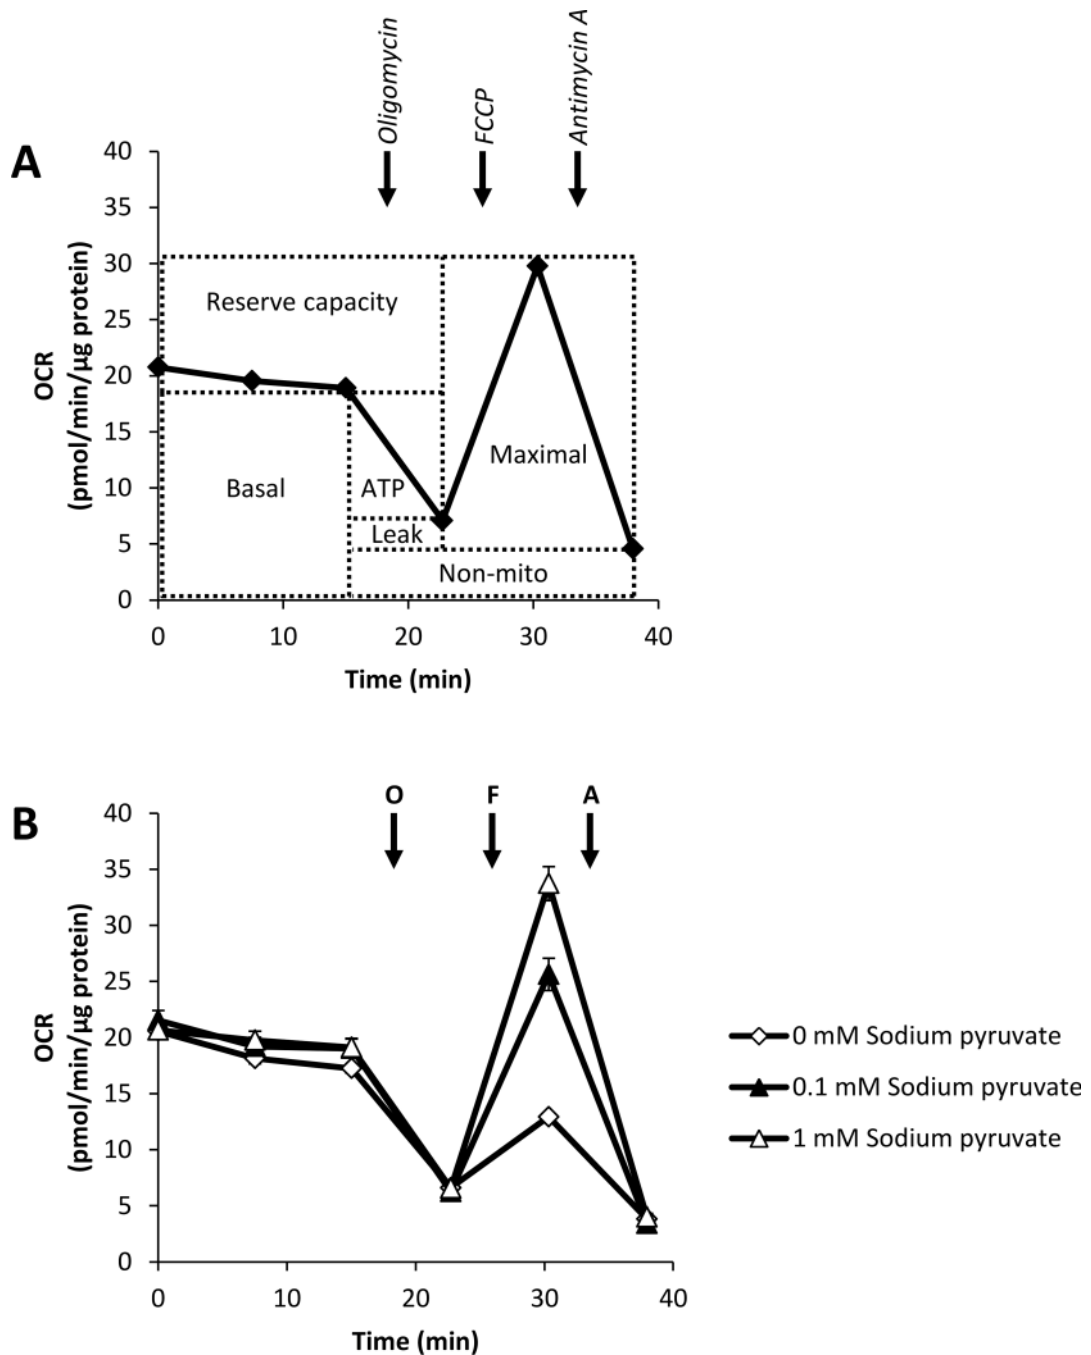 A
Oligomycin
FCCP
Antimycin A
OCR
(pmol/min/µg protein)
40
35
30
25
20
15
10
5
0
Reserve capacity
Basal
ATP
Leak
Maximal
Non-mito
0 10 20 30 40
Time (min)
B
O F A
OCR
(pmol/min/µg protein)
40
35
30
25
20
15
10
5
0
0 mM Sodium pyruvate
0.1 mM Sodium pyruvate
1 mM Sodium pyruvate
0 10 20 30 40
Time (min)